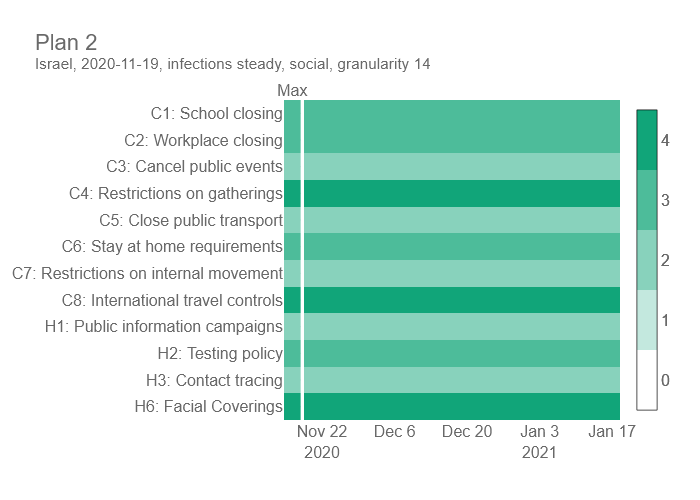 Plan 2
Israel, 2020-11-19, infections steady, social, granularity 14
Max
C1: School closing
C2: Workplace closing
C3: Cancel public events
C4: Restrictions on gatherings
C5: Close public transport
C6: Stay at home requirements
C7: Restrictions on internal movement
C8: International travel controls
H1: Public information campaigns
H2: Testing policy
H3: Contact tracing
H6: Facial Coverings
4
3
2
1
0
Nov 22 Dec 6 Dec 20 Jan 3 Jan 17
2020 2021